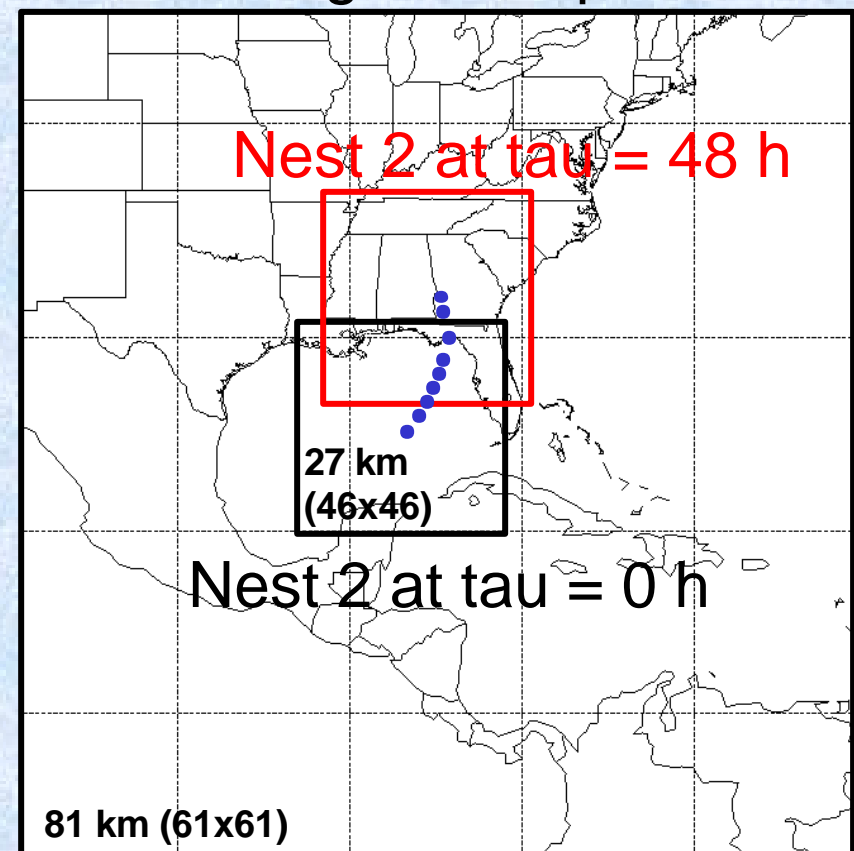 Nest 2 at tau = 48 h
27 km
(46x46)
Nest 2 at tau = 0 h
81 km (61x61)